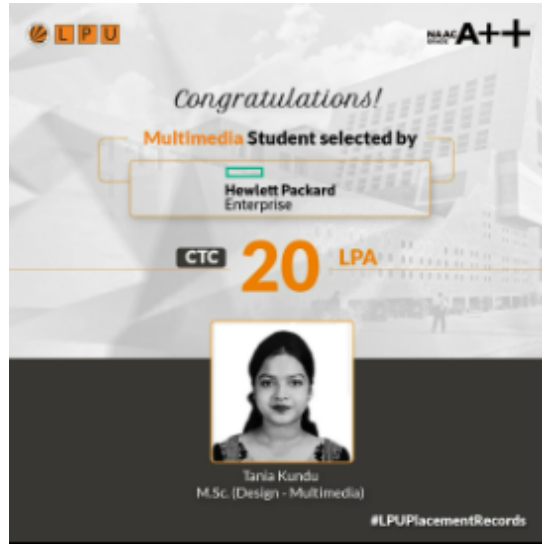 LPU
NAAC GRADE A++
Congratulations!
Multimedia Student selected by
Hewlett Packard
Enterprise
CTC 20 LPA
Tania Kundu
M.Sc. (Design - Multimedia)
#LPUPlacementRecords